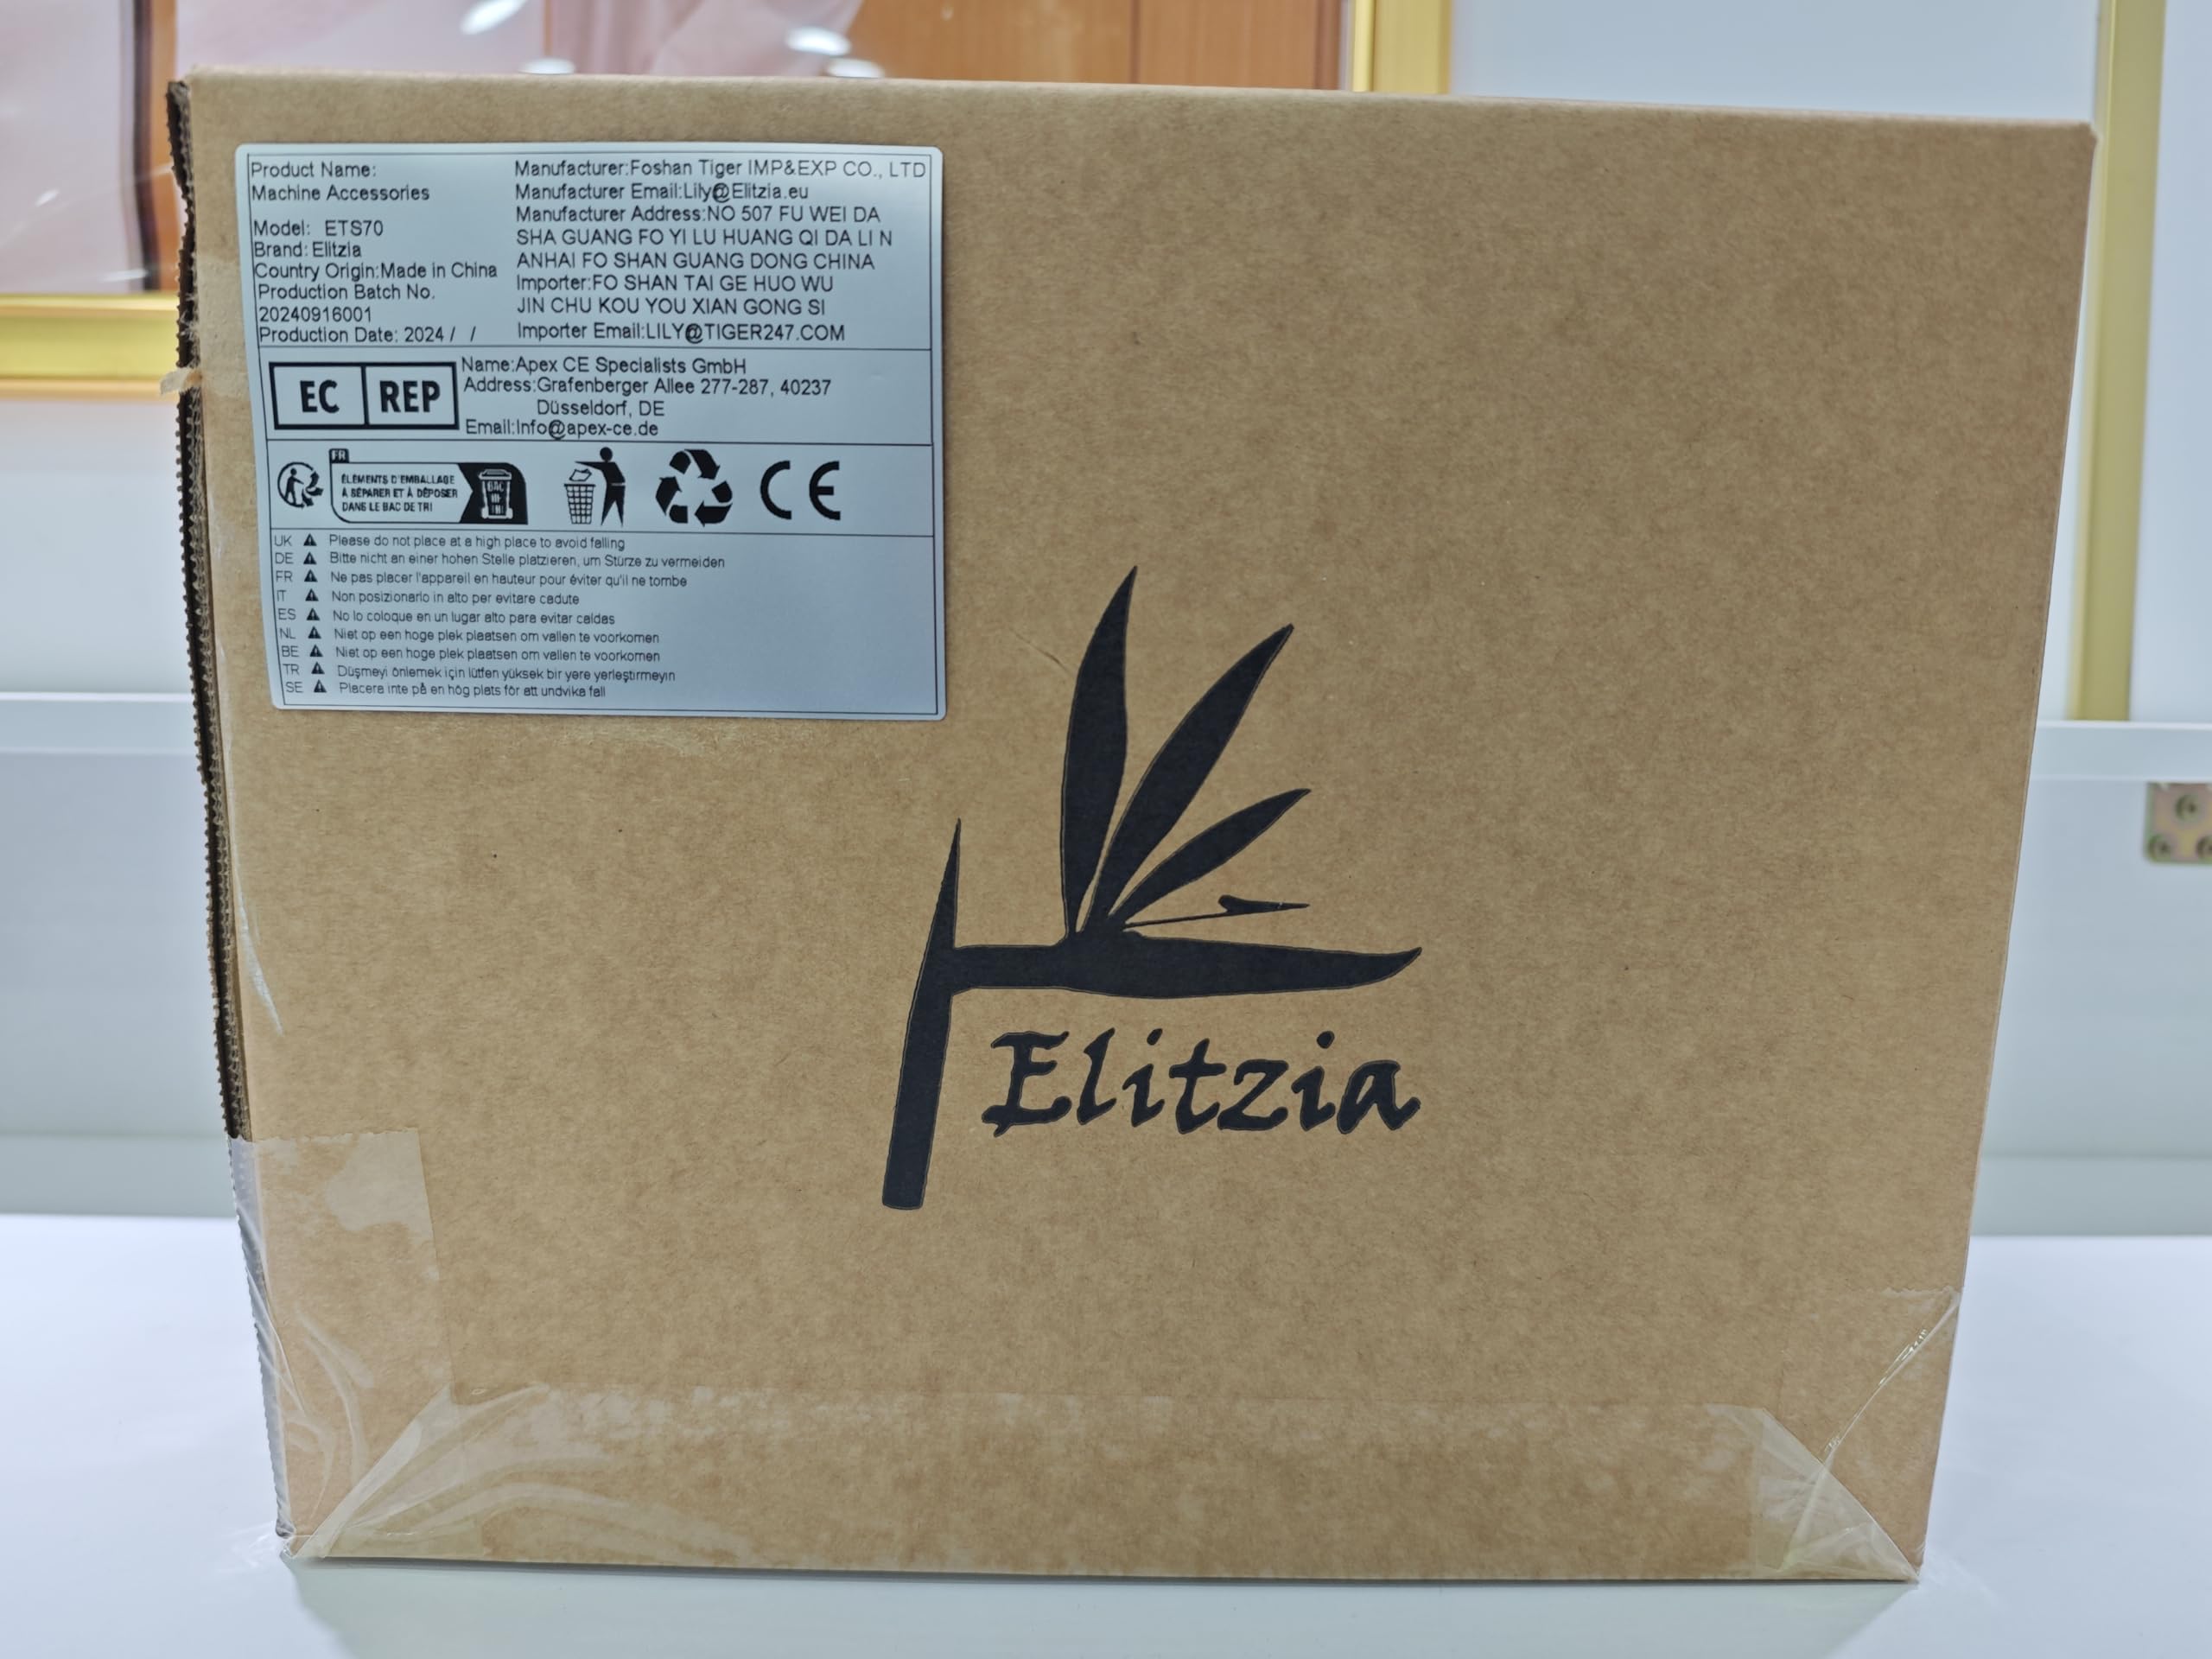 Product Name:
Machine Accessories
Model: ETS70
Brand: Elitzia
Country Origin:Made in China
Production Batch No.
20240916001
Production Date: 2024 / /
Manufacturer:Foshan Tiger IMP&EXP CO., LTD
Manufacturer Email:Lily@Elitzia.eu
Manufacturer Address:NO 507 FU WEI DA
SHA GUANG FO YI LU HUANG QI DA LI N
ANHAI FO SHAN GUANG DONG CHINA
Importer:FO SHAN TAI GE HUO WU
JIN CHU KOU YOU XIAN GONG SI
Importer Email:LILY@TIGER247.COM
EC REP
Name:Apex CE Specialists GmbH
Address:Grafenberger Allee 277-287, 40237
Düsseldorf, DE
Email:Info@apex-ce.de
FR
ÉLÉMENTS D'EMBALLAGE
À SÉPARER ET À DÉPOSER
DANS LE BAC DE TRI
BAC
TRI
CE
UK Please do not place at a high place to avoid falling
DE Bitte nicht an einer hohen Stelle platzieren, um Stürze zu vermeiden
FR Ne pas placer l'appareil en hauteur pour éviter qu'il ne tombe
IT Non posizionarlo in alto per evitare cadute
ES No lo coloque en un lugar alto para evitar caídas
NL Niet op een hoge plek plaatsen om vallen te voorkomen
BE Niet op een hoge plek plaatsen om vallen te voorkomen
TR Düşmeyi önlemek için lütfen yüksek bir yere yerleştirmeyin
SE Placera inte på en hög plats för att undvika fall
Elitzia